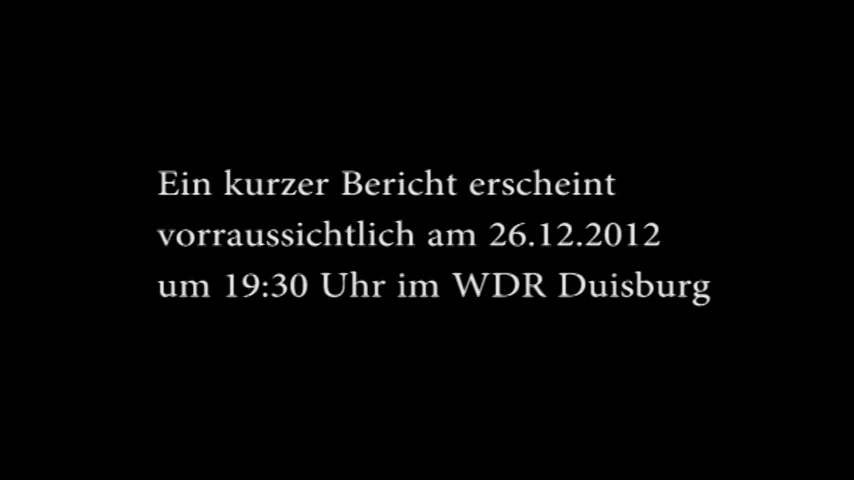 Ein kurzer Bericht erscheint
vorraussichtlich am 26.12.2012
um 19:30 Uhr im WDR Duisburg